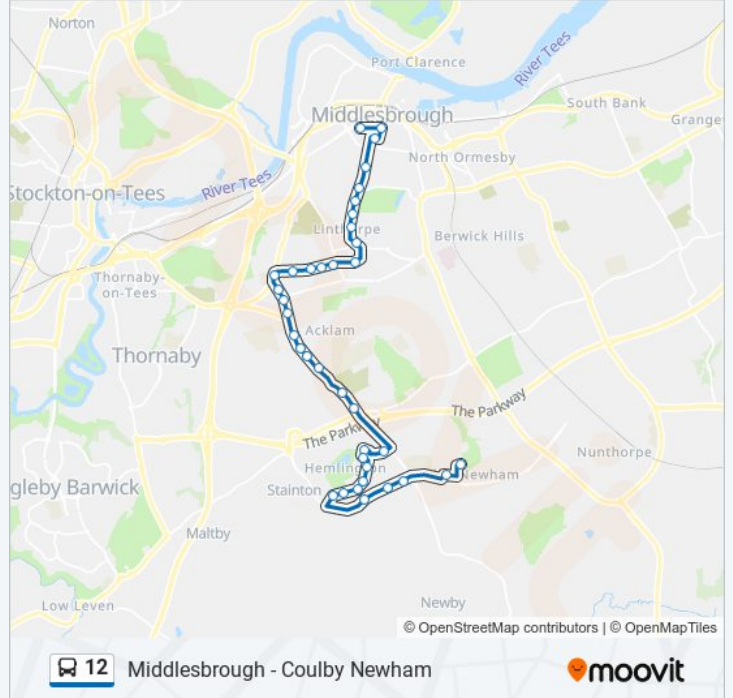 Norton
Port Clarence
River Tees
Middlesbrough
South Bank
Grange
North Ormesby
Stockton-on-Tees
River Tees
Linthorpe
Berwick Hills
Thornaby-
on-Tees
Acklam
Thornaby
The Parkway
The Parkway
Nunthorpe
Hemlington
Newham
gleby Barwick
Stainton
Maltby
Low Leven
Newby
© OpenStreetMap contributors | © OpenMapTiles
12 Middlesbrough - Coulby Newham
moovit